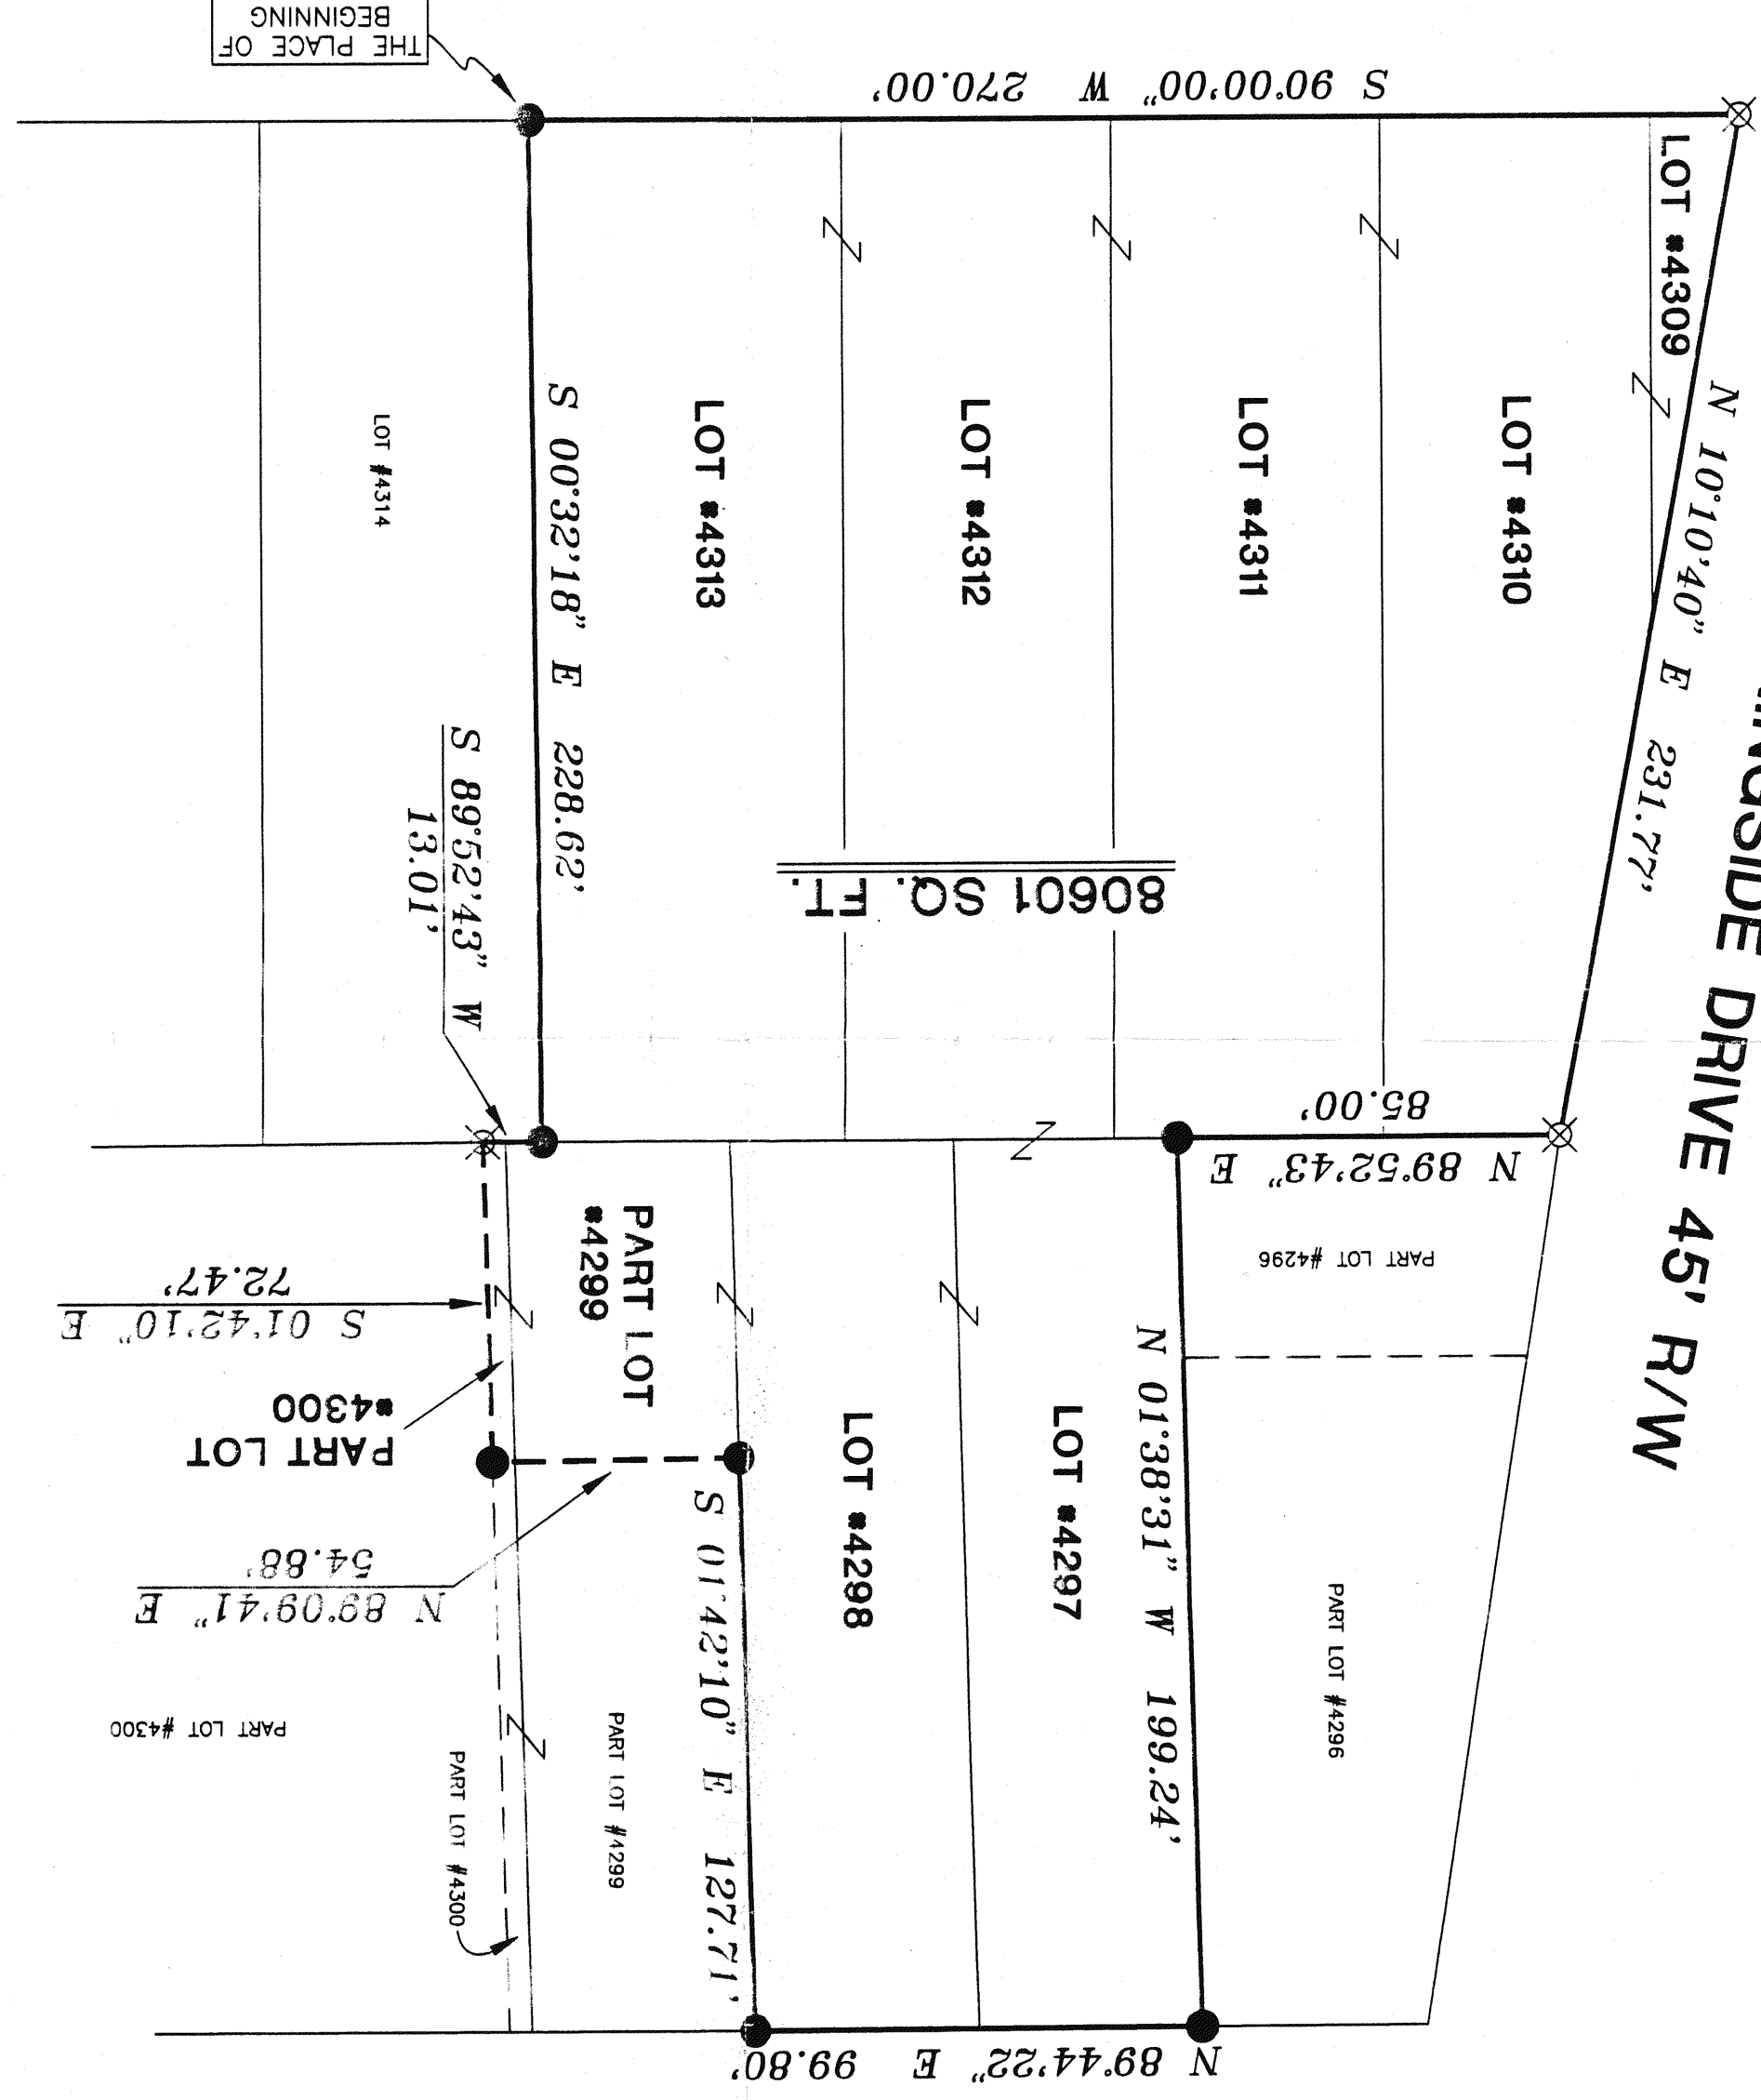 N 89°44'22" E 99.80'
PART LOT #4300
PART LOT #4299
PART LOT #4296
PART LOT #4300
N 89°09'41" E
54.88'
S 01°42'10" E 127.71'
LOT #4298
LOT #4297
N 01°38'31" W 199.24'
PART LOT
#4300
S 01°42'10" E
72.47'
PART LOT
#4299
PART LOT #4296
N 89°52'43" E
85.00'
DRIVE 45' R/W
S 89°52'43" W
13.01'
80601 SQ. FT.
S 00°32'18" E 228.62'
LOT #4314
LOT #4313
LOT #4312
LOT #4311
LOT #4310
LOT #4309
N 10°10'40" E 231.77'
S 90°00'00" W 270.00'
THE PLACE OF
BEGINNING